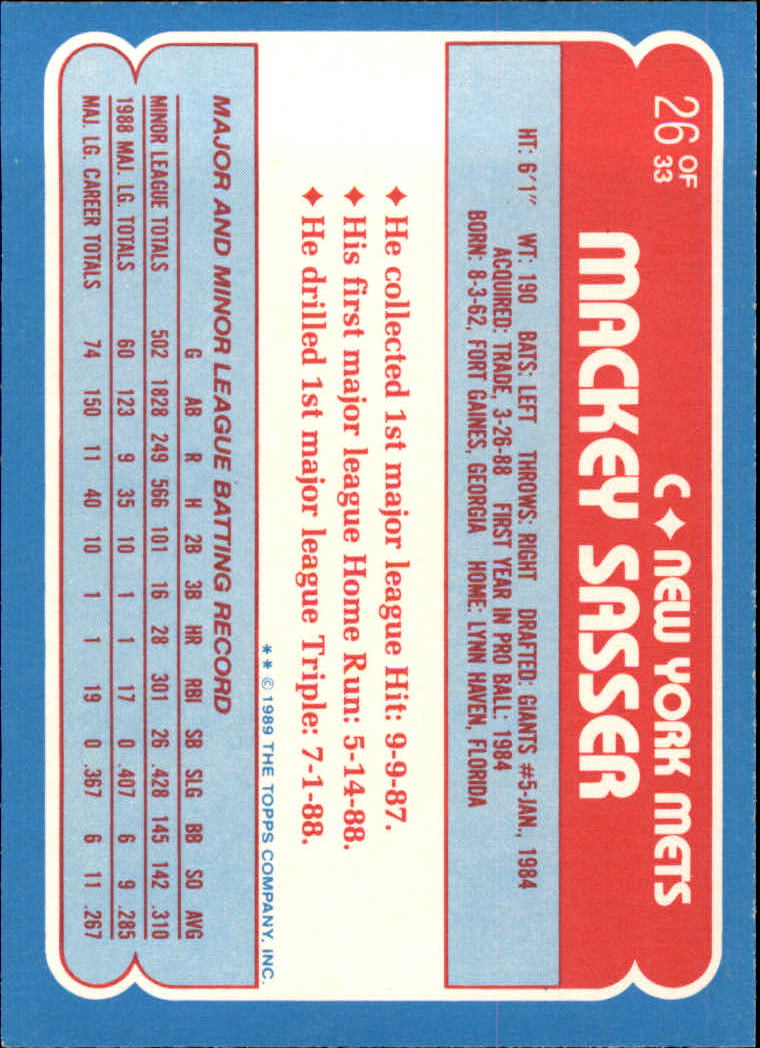 26 OF 33
C ♦ NEW YORK METS
MACKEY SASSER
HT: 6'1" WT: 190 BATS: LEFT THROWS: RIGHT DRAFTED: GIANTS #5-JAN., 1984
ACQUIRED: TRADE, 3-26-88 FIRST YEAR IN PRO BALL: 1984
BORN: 8-3-62, FORT GAINES, GEORGIA HOME: LYNN HAVEN, FLORIDA
♦ He collected 1st major league Hit: 9-9-87.
♦ His first major league Home Run: 5-14-88.
♦ He drilled 1st major league Triple: 7-1-88.
** © 1989 THE TOPPS COMPANY, INC.
MAJOR AND MINOR LEAGUE BATTING RECORD
G AB R H 2B 3B HR RBI SB SLG BB SO AVG
MINOR LEAGUE TOTALS 502 1828 249 566 101 16 28 301 26 .428 145 142 .310
1988 MAJ. LG. TOTALS 60 123 9 35 10 1 1 17 0 .407 6 9 .285
MAJ. LG. CAREER TOTALS 74 150 11 40 10 1 1 19 0 .367 6 11 .267